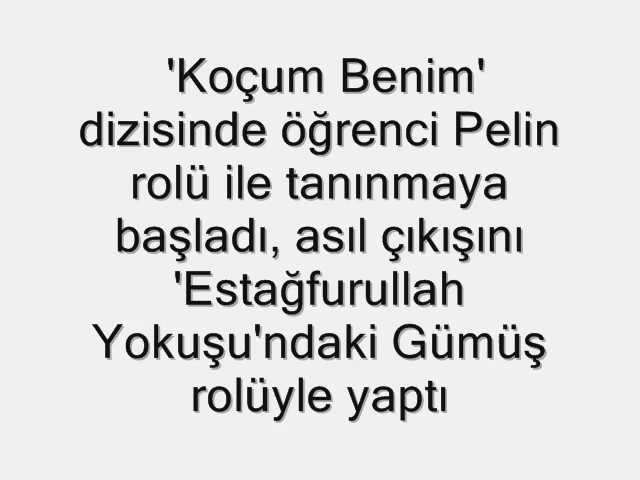 'Koçum Benim'
dizisinde öğrenci Pelin
rolü ile tanınmaya
başladı, asıl çıkışını
'Estağfurullah
Yokuşu'ndaki Gümüş
rolüyle yaptı